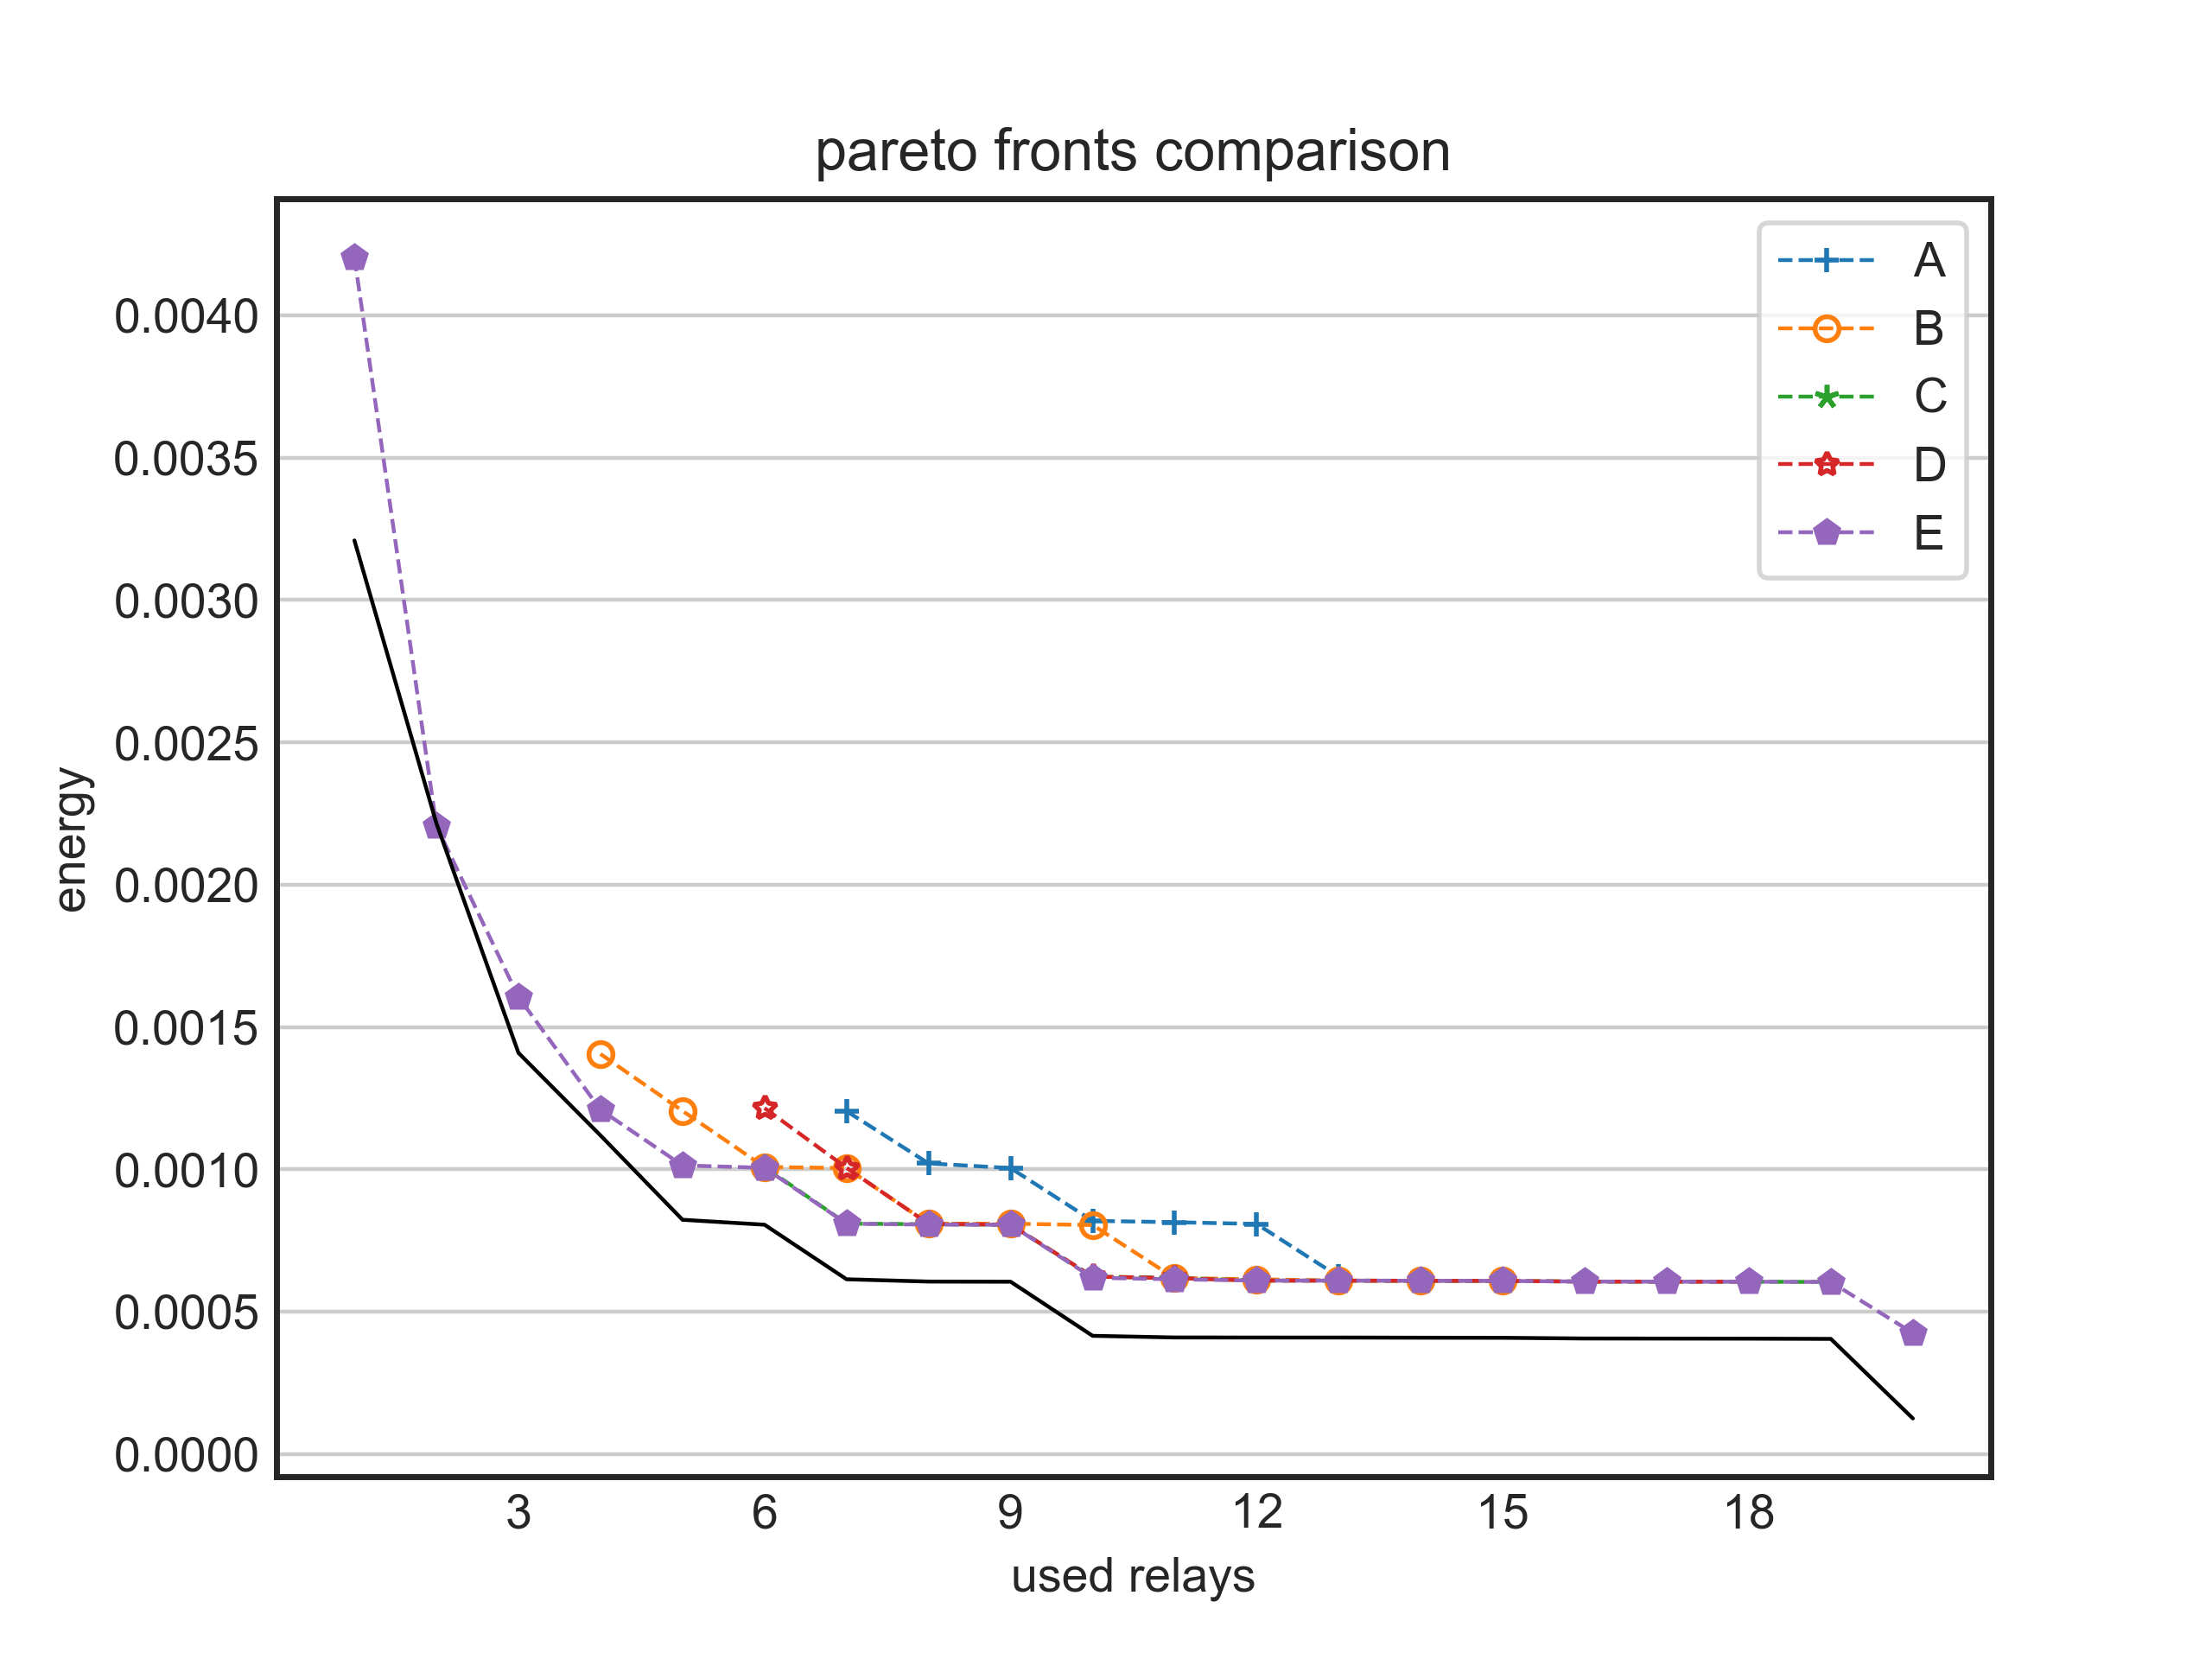 pareto fronts comparison
A
B
C
D
E
0.0040
0.0035
0.0030
0.0025
0.0020
0.0015
0.0010
0.0005
0.0000
energy
3 6 9 12 15 18
used relays